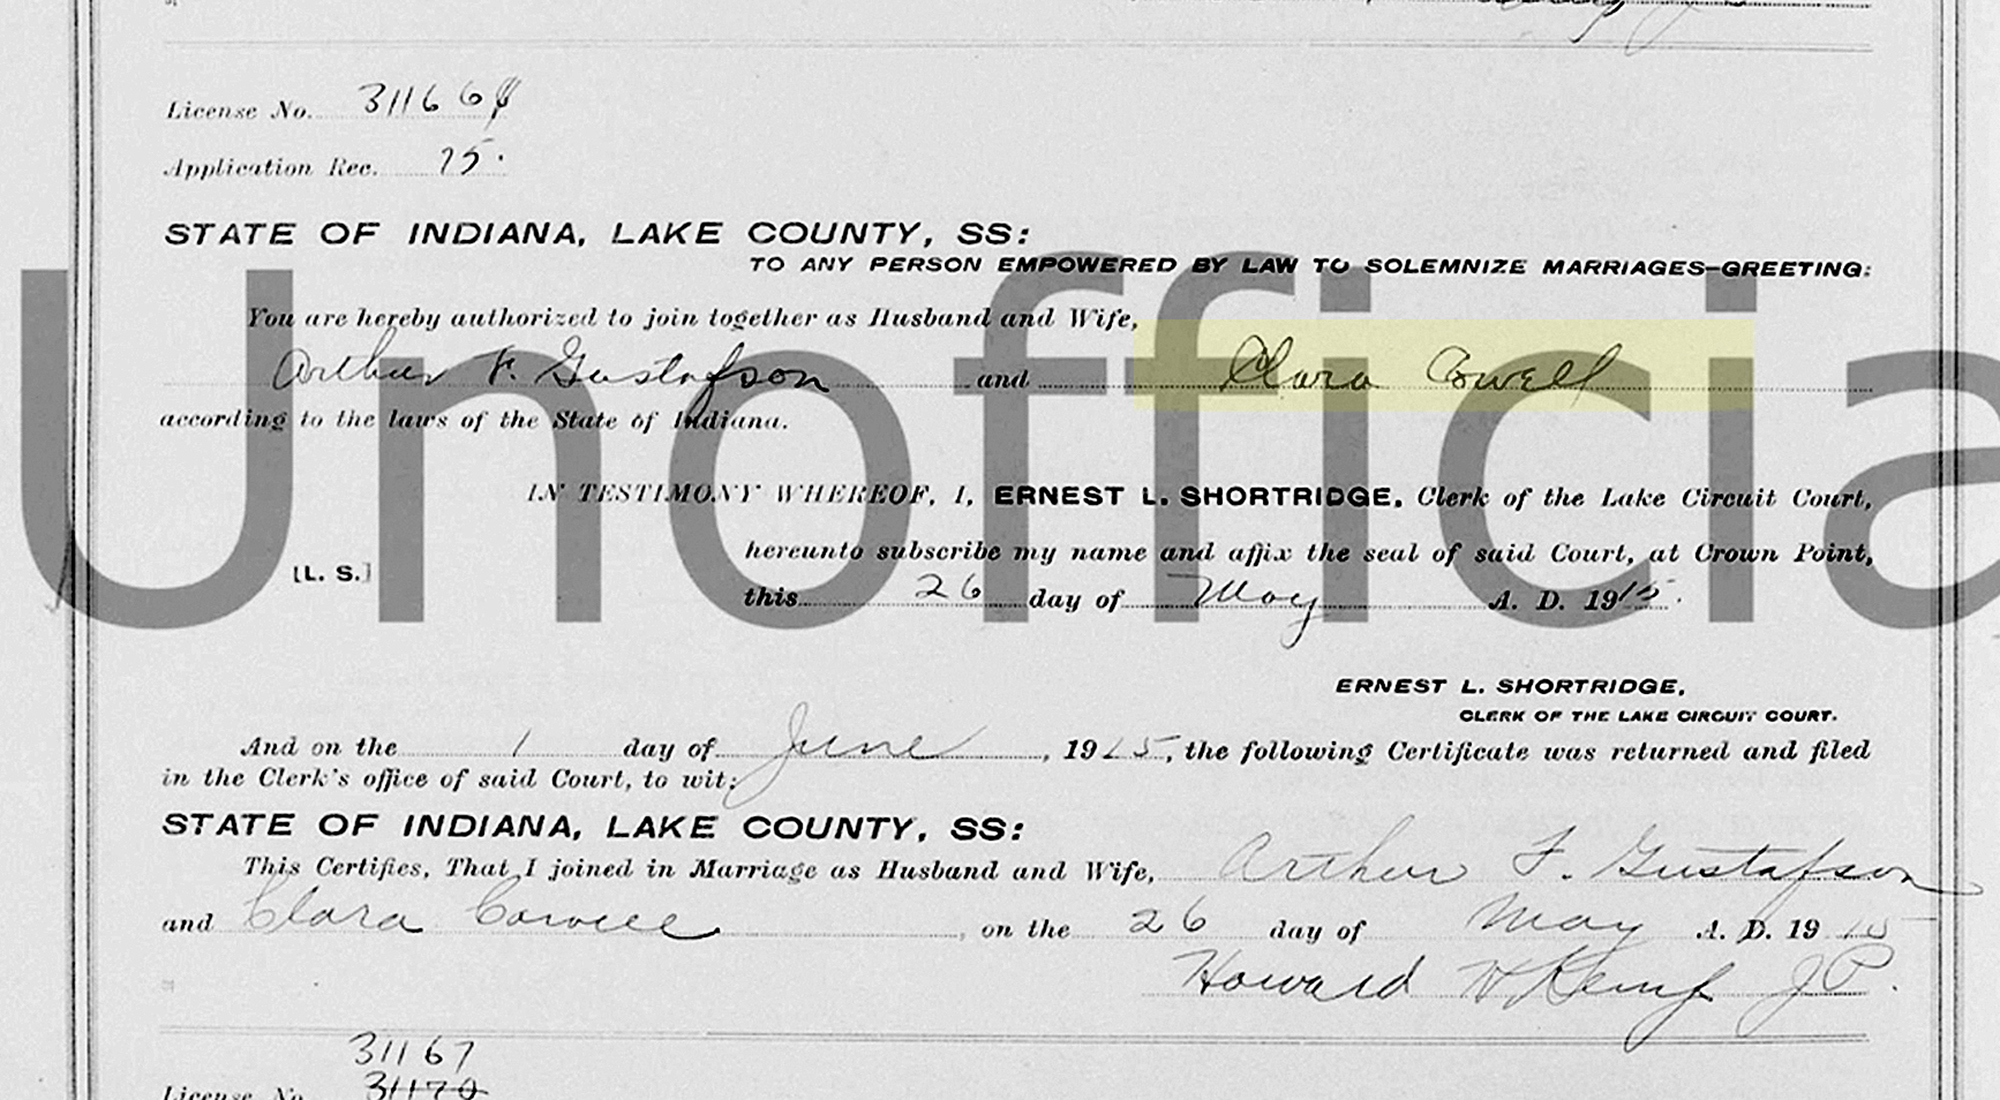 License No. 31166
Application Rec. 75.
STATE OF INDIANA, LAKE COUNTY, SS:
TO ANY PERSON EMPOWERED BY LAW TO SOLEMNIZE MARRIAGES—GREETING:
You are hereby authorized to join together as Husband and Wife,
Arthur F. Gustafson and Clara Cowell
according to the laws of the State of Indiana.
Unofficia
IN TESTIMONY WHEREOF, I, ERNEST L. SHORTRIDGE, Clerk of the Lake Circuit Court,
hereunto subscribe my name and affix the seal of said Court, at Crown Point,
[L. S.]
this 26 day of May A. D. 1915.
ERNEST L. SHORTRIDGE,
CLERK OF THE LAKE CIRCUIT COURT.
And on the 1 day of June, 1915, the following Certificate was returned and filed
in the Clerk's office of said Court, to wit:
STATE OF INDIANA, LAKE COUNTY, SS:
This Certifies, That I joined in Marriage as Husband and Wife, Arthur F. Gustafson
and Clara Cowell, on the 26 day of May A. D. 1915
Howard H Kemp J P.
31167
License No. 31170